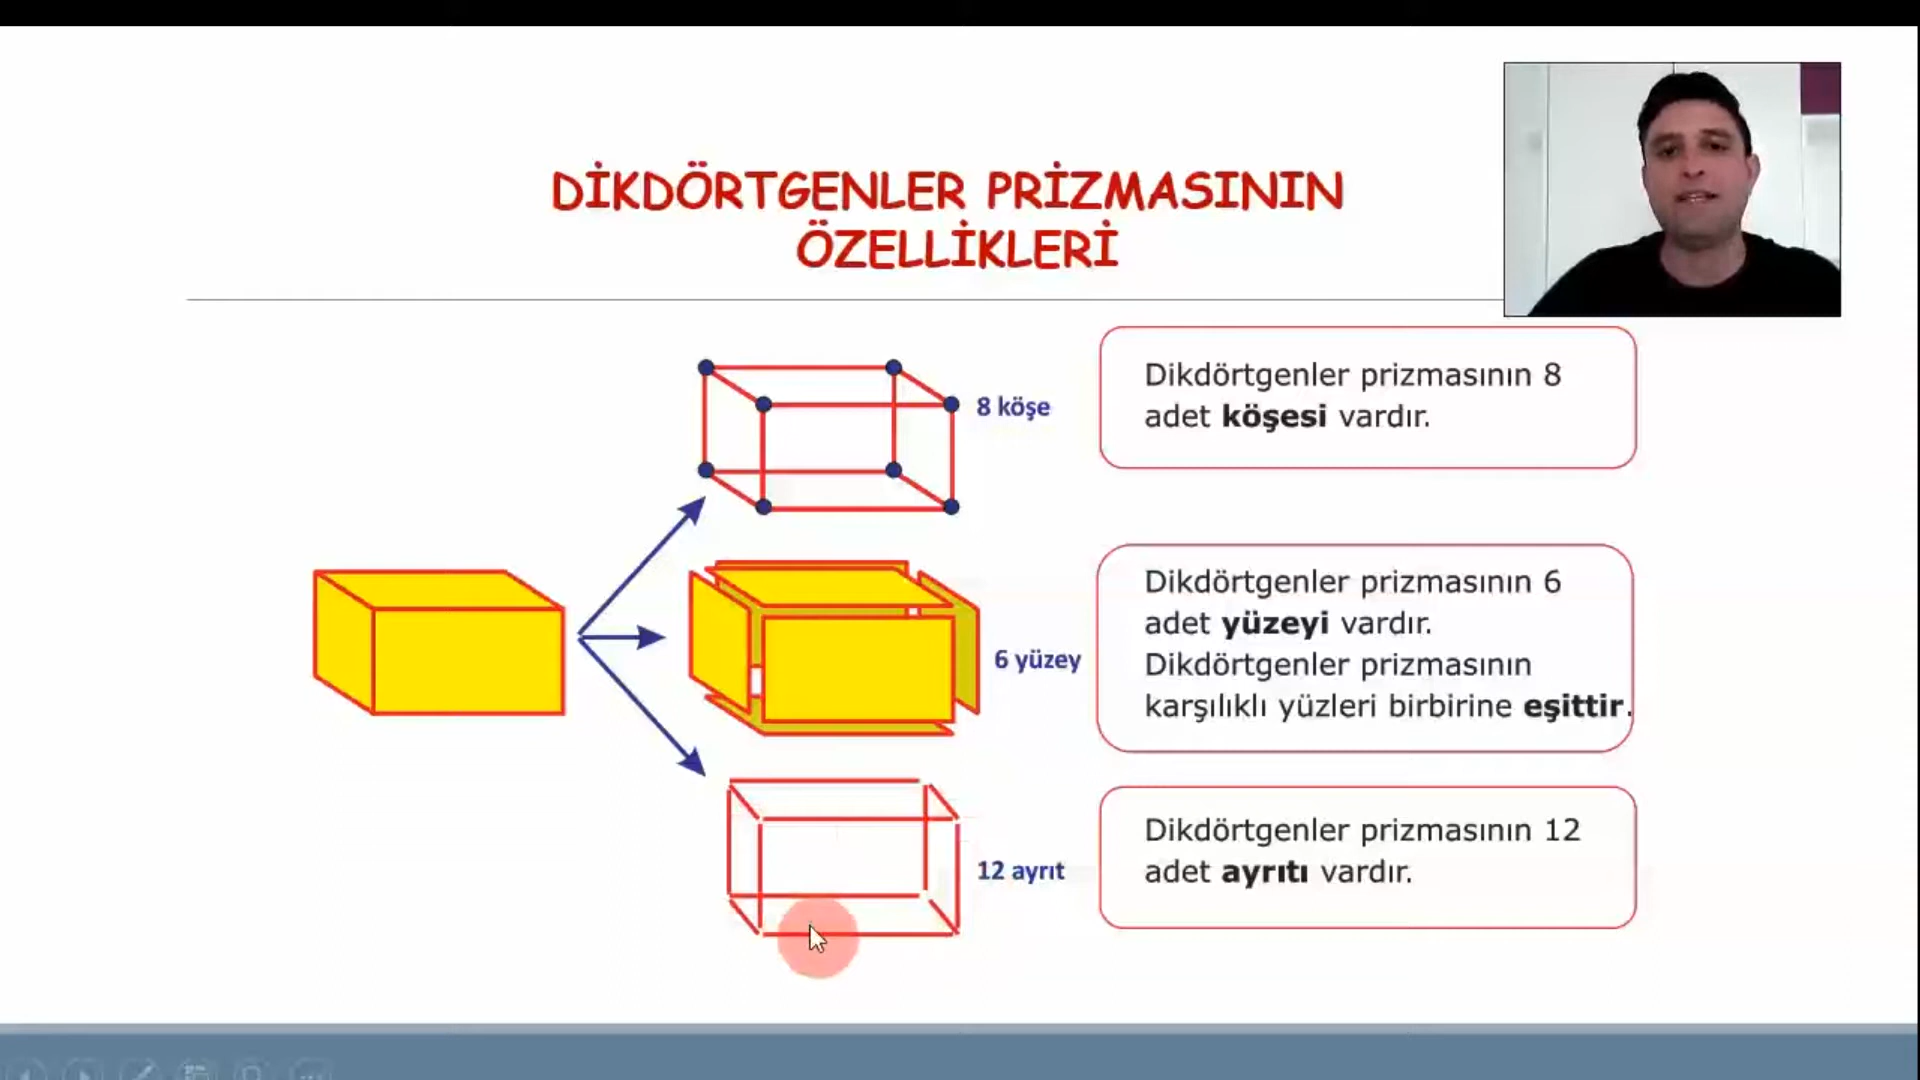 DİKDÖRTGENLER PRİZMASININ
ÖZELLİKLERİ
8 köşe
Dikdörtgenler prizmasının 8
adet köşesi vardır.
6 yüzey
Dikdörtgenler prizmasının 6
adet yüzeyi vardır.
Dikdörtgenler prizmasının
karşılıklı yüzleri birbirine eşittir.
12 ayrıt
Dikdörtgenler prizmasının 12
adet ayrıtı vardır.